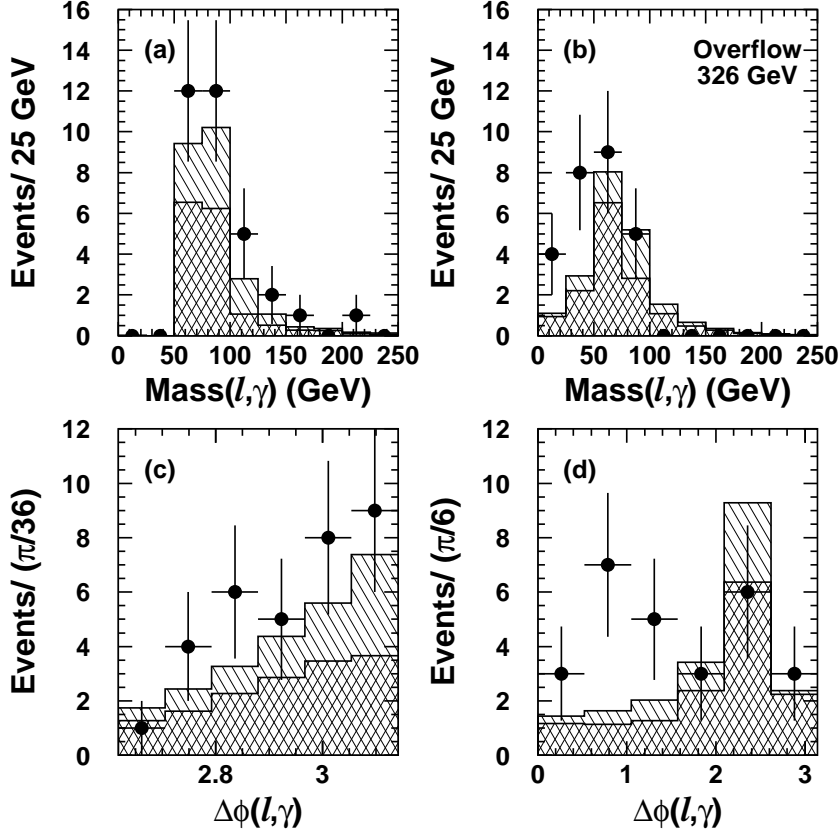 (a)
Events/ 25 GeV
16
14
12
10
8
6
4
2
0
0 50 100 150 200 250
Mass(l,γ) (GeV)
(b)
Overflow
326 GeV
Events/ 25 GeV
16
14
12
10
8
6
4
2
0
0 50 100 150 200 250
Mass(l,γ) (GeV)
(c)
Events/ (π/36)
12
10
8
6
4
2
0
2.8 3
Δϕ(l,γ)
(d)
Events/ (π/6)
12
10
8
6
4
2
0
0 1 2 3
Δϕ(l,γ)